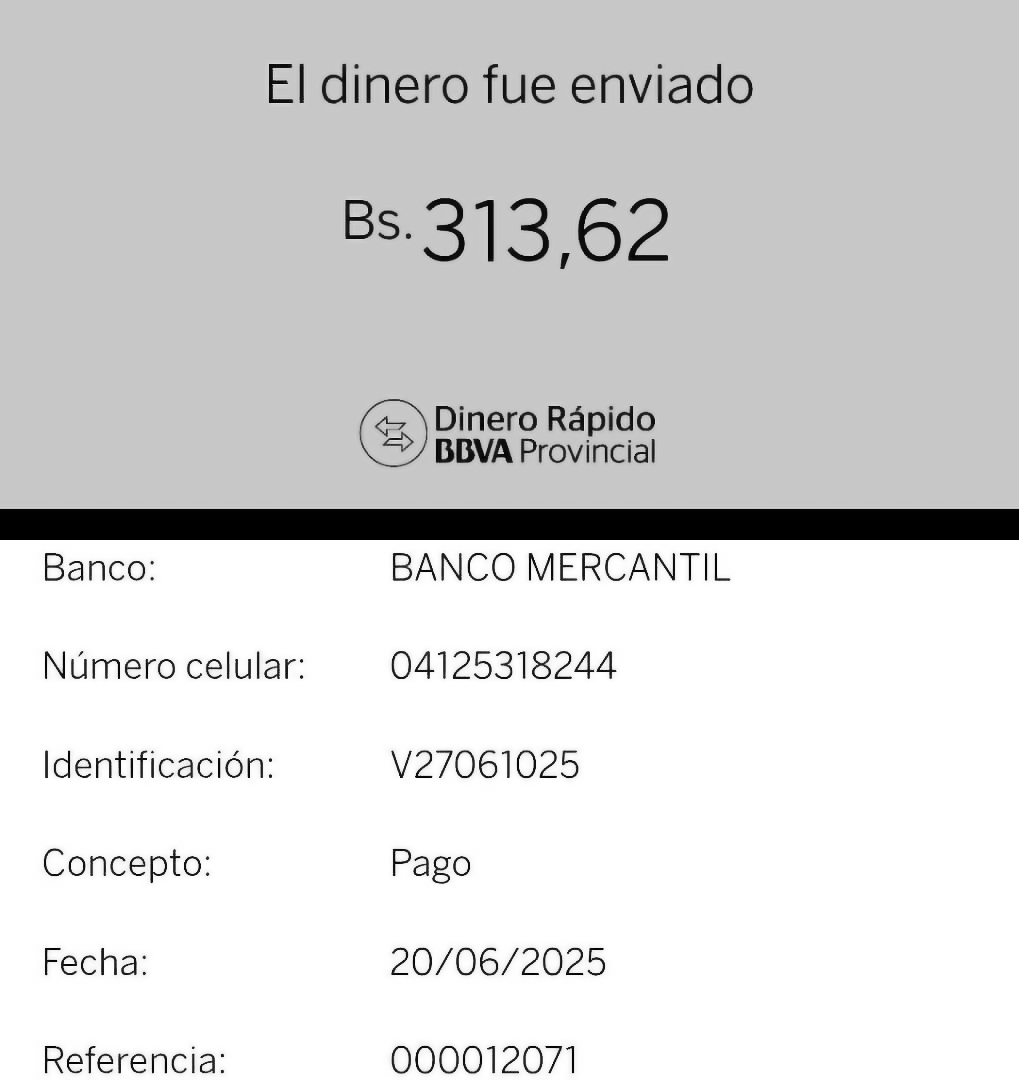 El dinero fue enviado
Bs. 313,62
Dinero Rápido
BBVA Provincial
Banco: BANCO MERCANTIL
Número celular: 04125318244
Identificación: V27061025
Concepto: Pago
Fecha: 20/06/2025
Referencia: 000012071